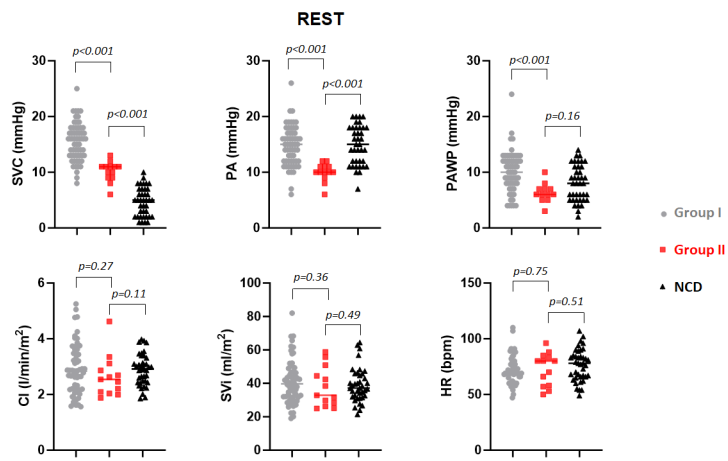 REST
p<0.001
p<0.001
SVC (mmHg)
30
20
10
0
p<0.001
p<0.001
PA (mmHg)
30
20
10
0
p<0.001
p=0.16
PAWP (mmHg)
30
20
10
0
Group I
Group II
NCD
p=0.27
p=0.11
CI (l/min/m²)
6
4
2
0
p=0.36
p=0.49
SVi (ml/m²)
100
80
60
40
20
0
p=0.75
p=0.51
HR (bpm)
150
100
50
0